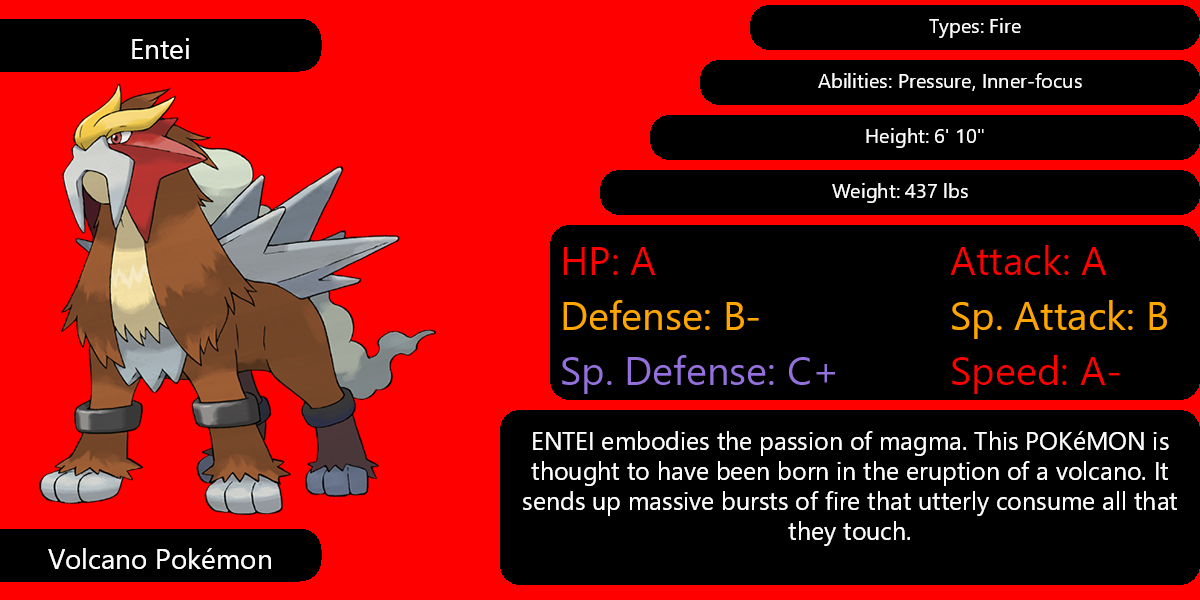 Entei
Types: Fire
Abilities: Pressure, Inner-focus
Height: 6' 10"
Weight: 437 lbs
HP: A
Attack: A
Defense: B-
Sp. Attack: B
Sp. Defense: C+
Speed: A-
ENTEI embodies the passion of magma. This POKéMON is
thought to have been born in the eruption of a volcano. It
sends up massive bursts of fire that utterly consume all that
they touch.
Volcano Pokémon